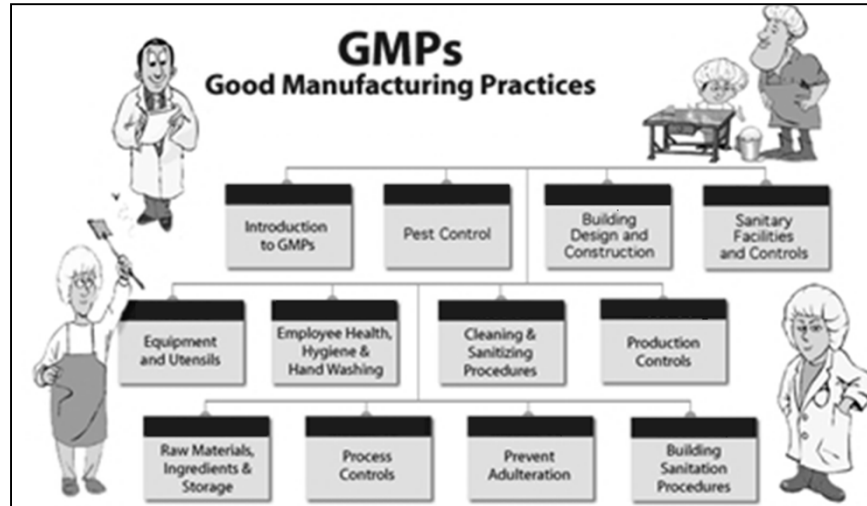 GMPs
Good Manufacturing Practices
Introduction
to GMPs
Pest Control
Building
Design and
Construction
Sanitary
Facilities
and Controls
Equipment
and Utensils
Employee Health,
Hygiene &
Hand Washing
Cleaning &
Sanitizing
Procedures
Production
Controls
Raw Materials,
Ingredients &
Storage
Process
Controls
Prevent
Adulteration
Building
Sanitation
Procedures